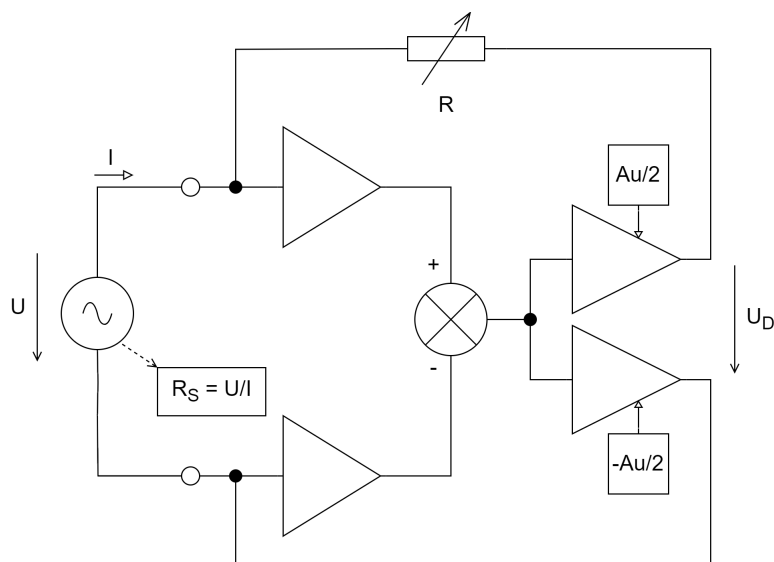 R
I
Au/2
+
U
U_D
R_S = U/I
-
-Au/2